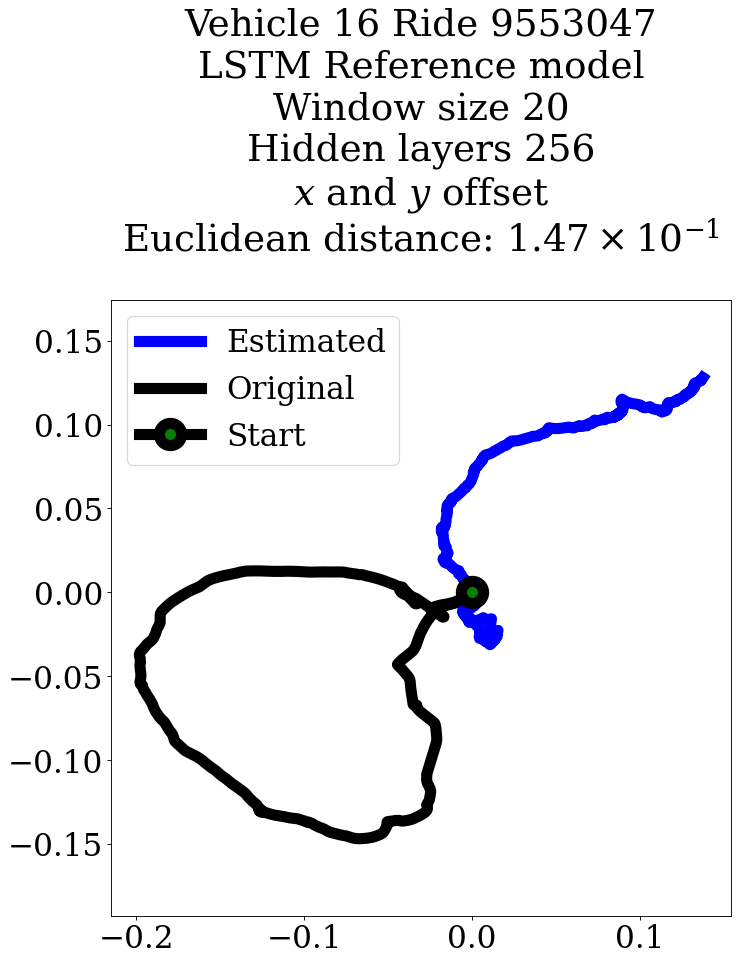 Vehicle 16 Ride 9553047
LSTM Reference model
Window size 20
Hidden layers 256
x and y offset
Euclidean distance: 1.47 × 10⁻¹
Estimated
Original
Start
0.15
0.10
0.05
0.00
−0.05
−0.10
−0.15
−0.2 −0.1 0.0 0.1